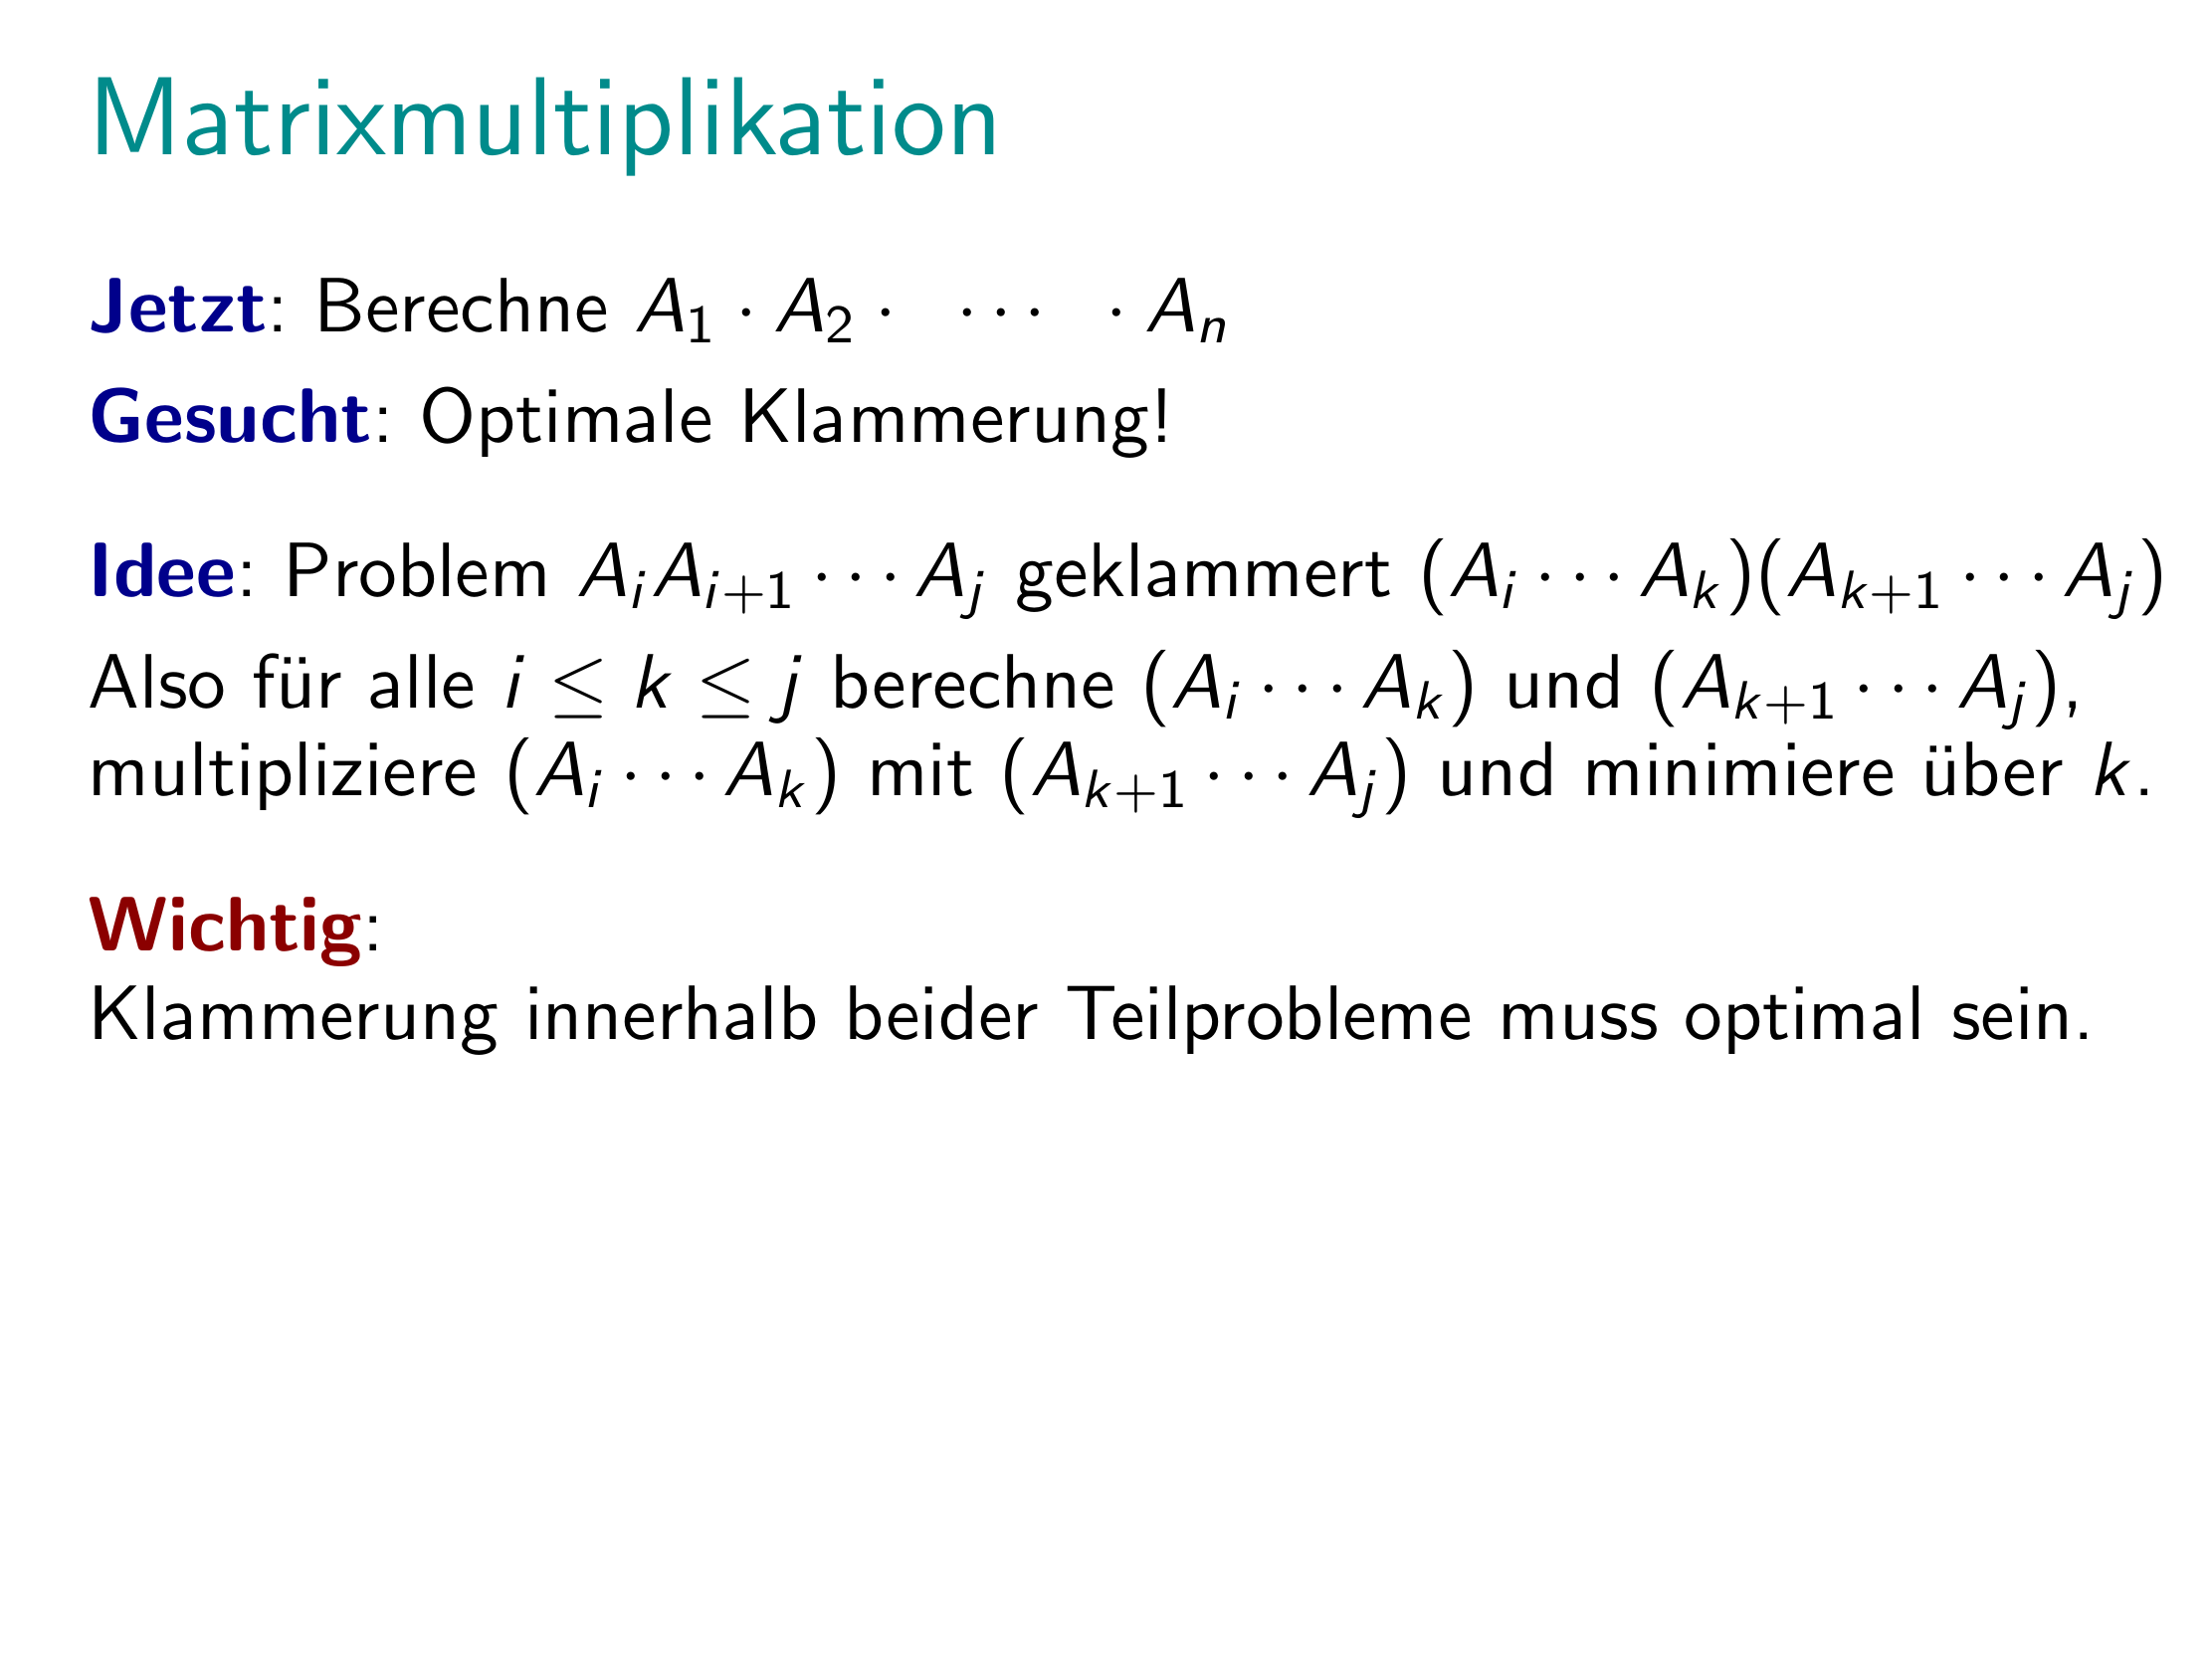 Matrixmultiplikation
Jetzt: Berechne $A_1 \cdot A_2 \cdot \quad \cdots \quad \cdot A_n$
Gesucht: Optimale Klammerung!
Idee: Problem $A_i A_{i+1} \cdots A_j$ geklammert $(A_i \cdots A_k)(A_{k+1} \cdots A_j)$
Also für alle $i \leq k \leq j$ berechne $(A_i \cdots A_k)$ und $(A_{k+1} \cdots A_j)$,
multipliziere $(A_i \cdots A_k)$ mit $(A_{k+1} \cdots A_j)$ und minimiere über $k$.
Wichtig:
Klammerung innerhalb beider Teilprobleme muss optimal sein.